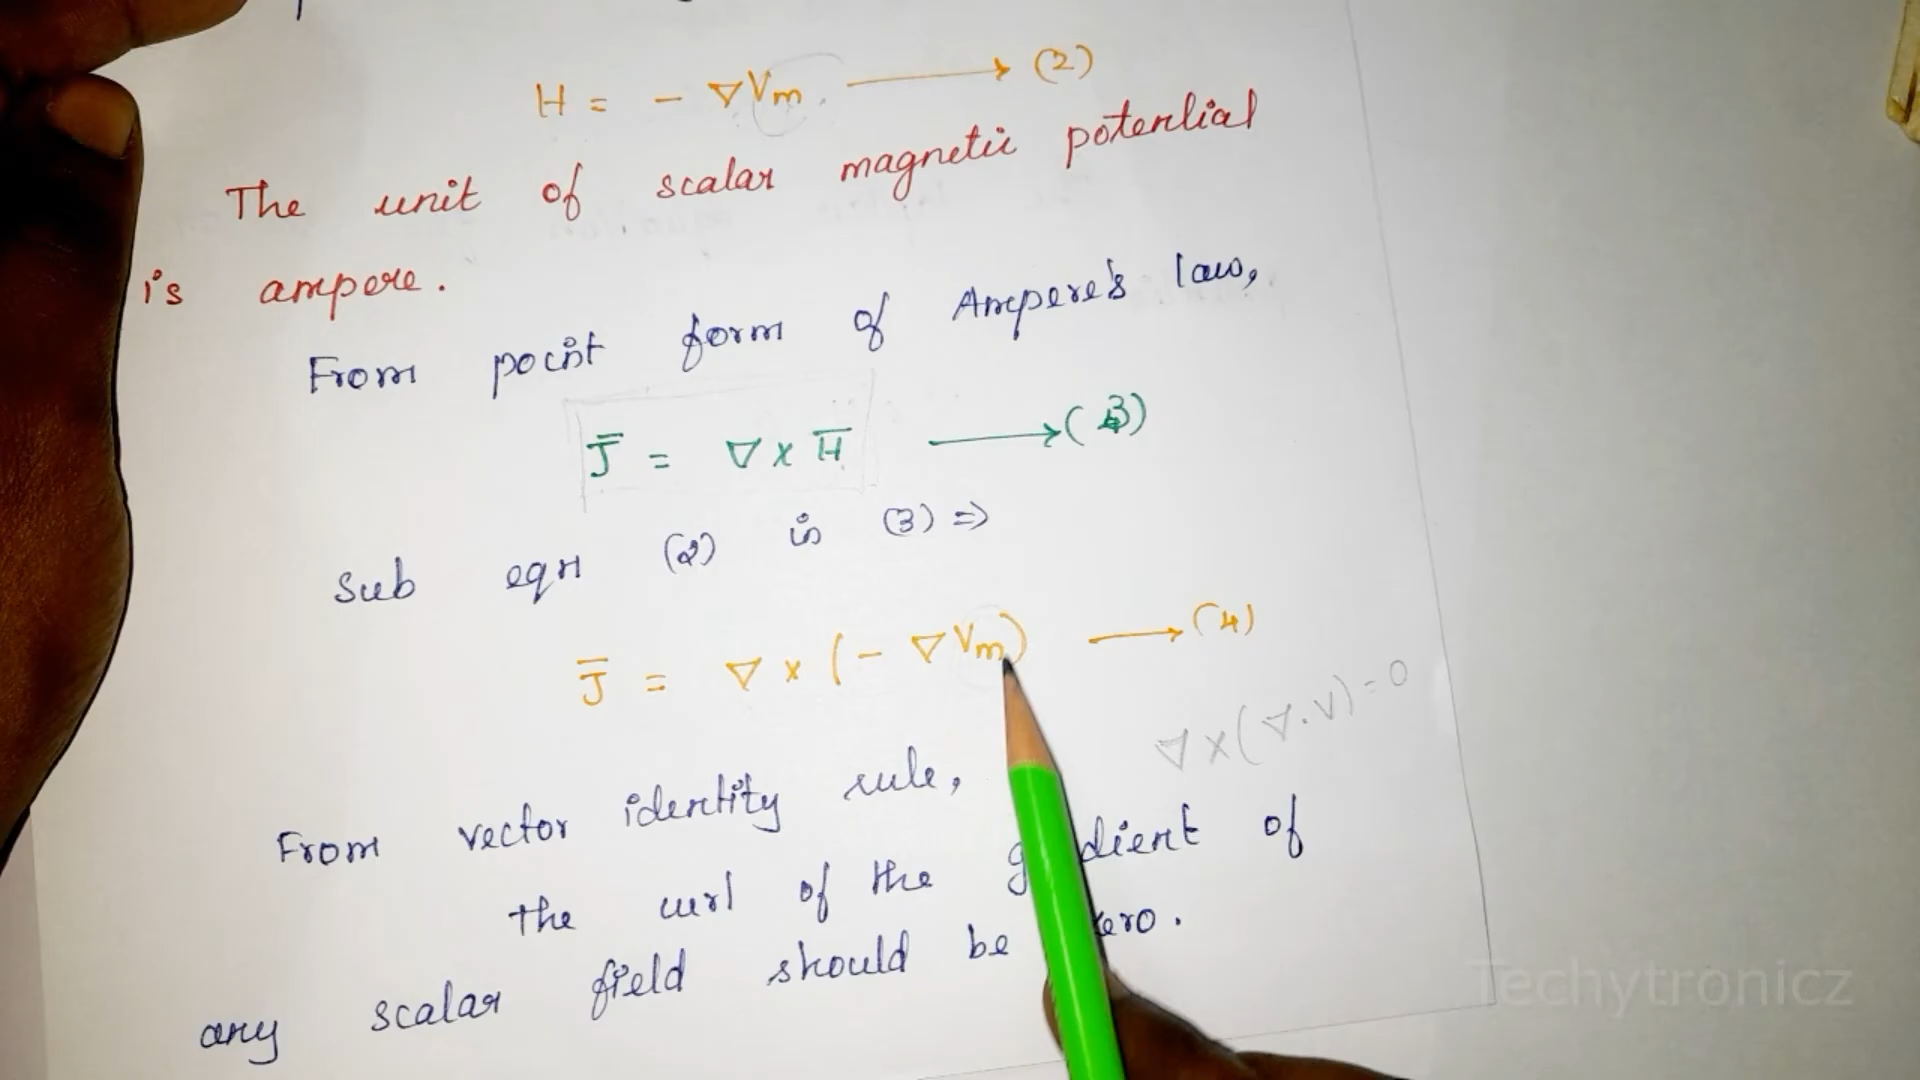 H = - ∇Vm → (2)
The unit of scalar magnetic potential
is ampere.
From point form of Ampere's law,
J̅ = ∇ × H̅ → (3)
Sub eqn (2) in (3) ⇒
J̅ = ∇ × (- ∇Vm) → (4)
∇×(∇.V)=0
From vector identity rule,
the curl of the dient of
any scalar field should be ero.
Techytronicz